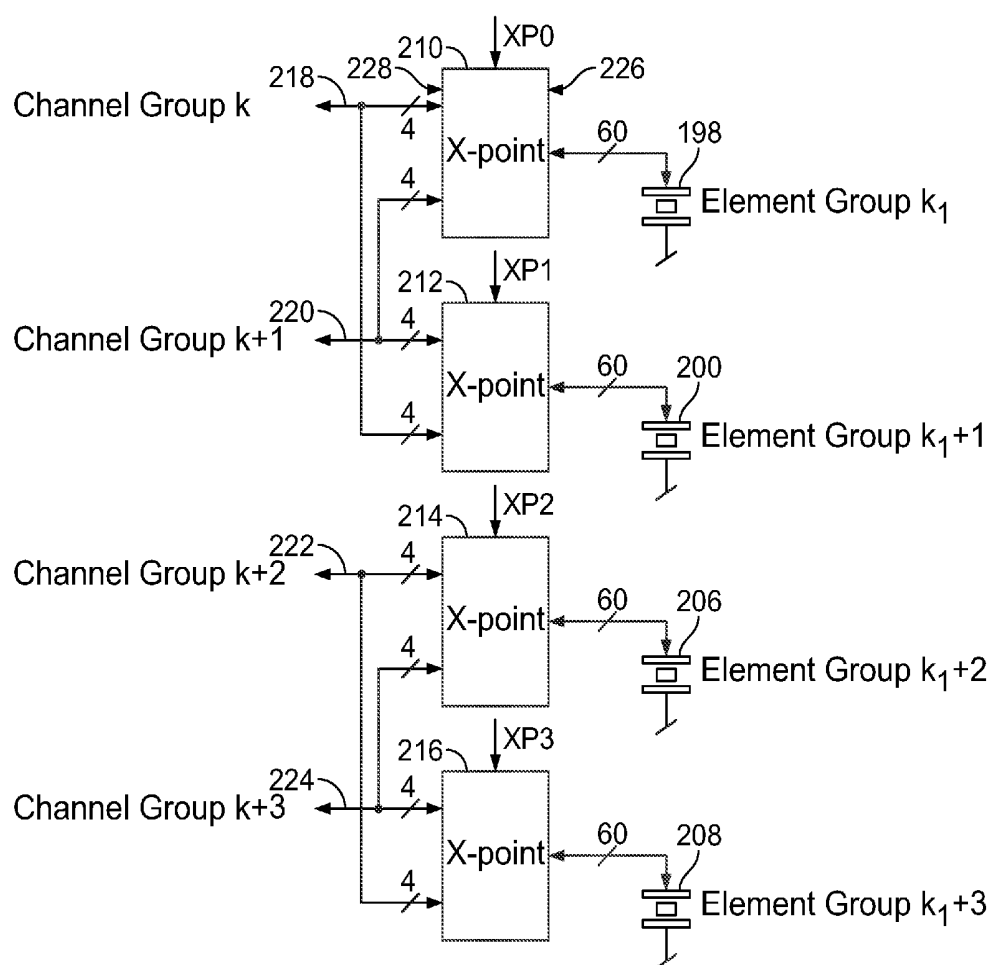 XP0
210
218
228
226
Channel Group k
4
60
198
X-point
4
Element Group k1
XP1
212
220
Channel Group k+1
4
60
200
X-point
4
Element Group k1+1
XP2
214
222
Channel Group k+2
4
60
206
X-point
4
Element Group k1+2
XP3
216
224
Channel Group k+3
4
60
208
X-point
4
Element Group k1+3